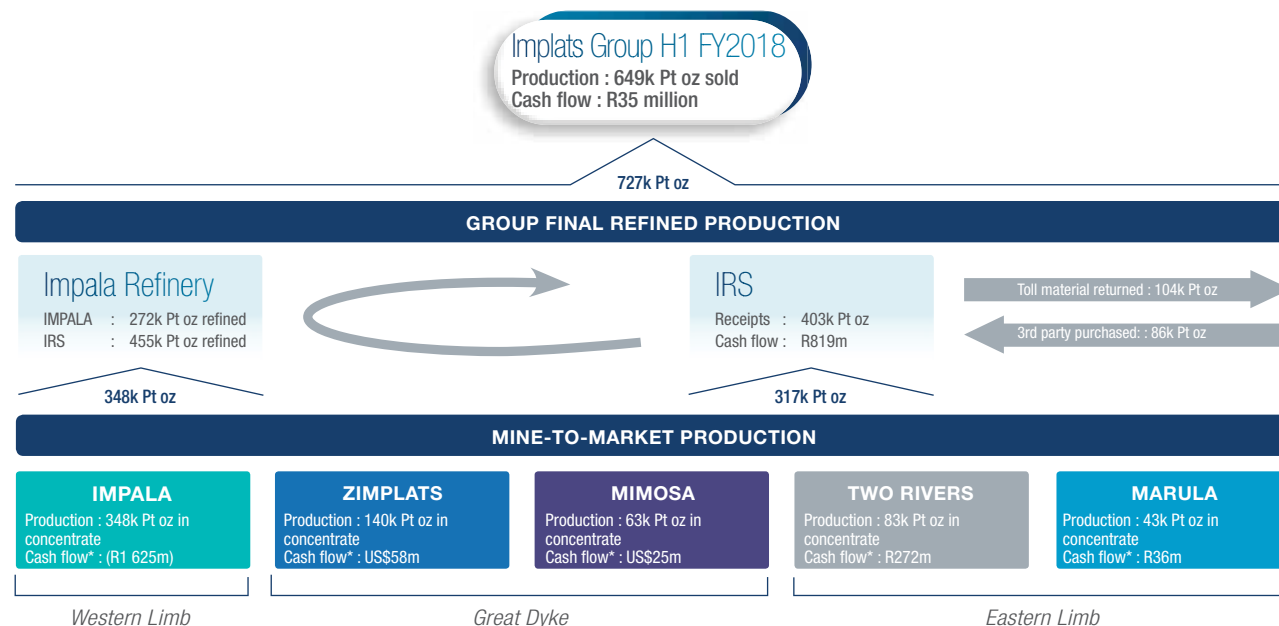 Implats Group H1 FY2018
Production : 649k Pt oz sold
Cash flow : R35 million
727k Pt oz
GROUP FINAL REFINED PRODUCTION
Impala Refinery
IMPALA : 272k Pt oz refined
IRS : 455k Pt oz refined
IRS
Receipts : 403k Pt oz
Cash flow : R819m
Toll material returned : 104k Pt oz
3rd party purchased: : 86k Pt oz
348k Pt oz
317k Pt oz
MINE-TO-MARKET PRODUCTION
IMPALA
Production : 348k Pt oz in
concentrate
Cash flow* : (R1 625m)
ZIMPLATS
Production : 140k Pt oz in
concentrate
Cash flow* : US$58m
MIMOSA
Production : 63k Pt oz in
concentrate
Cash flow* : US$25m
TWO RIVERS
Production : 83k Pt oz in
concentrate
Cash flow* : R272m
MARULA
Production : 43k Pt oz in
concentrate
Cash flow* : R36m
Western Limb
Great Dyke
Eastern Limb